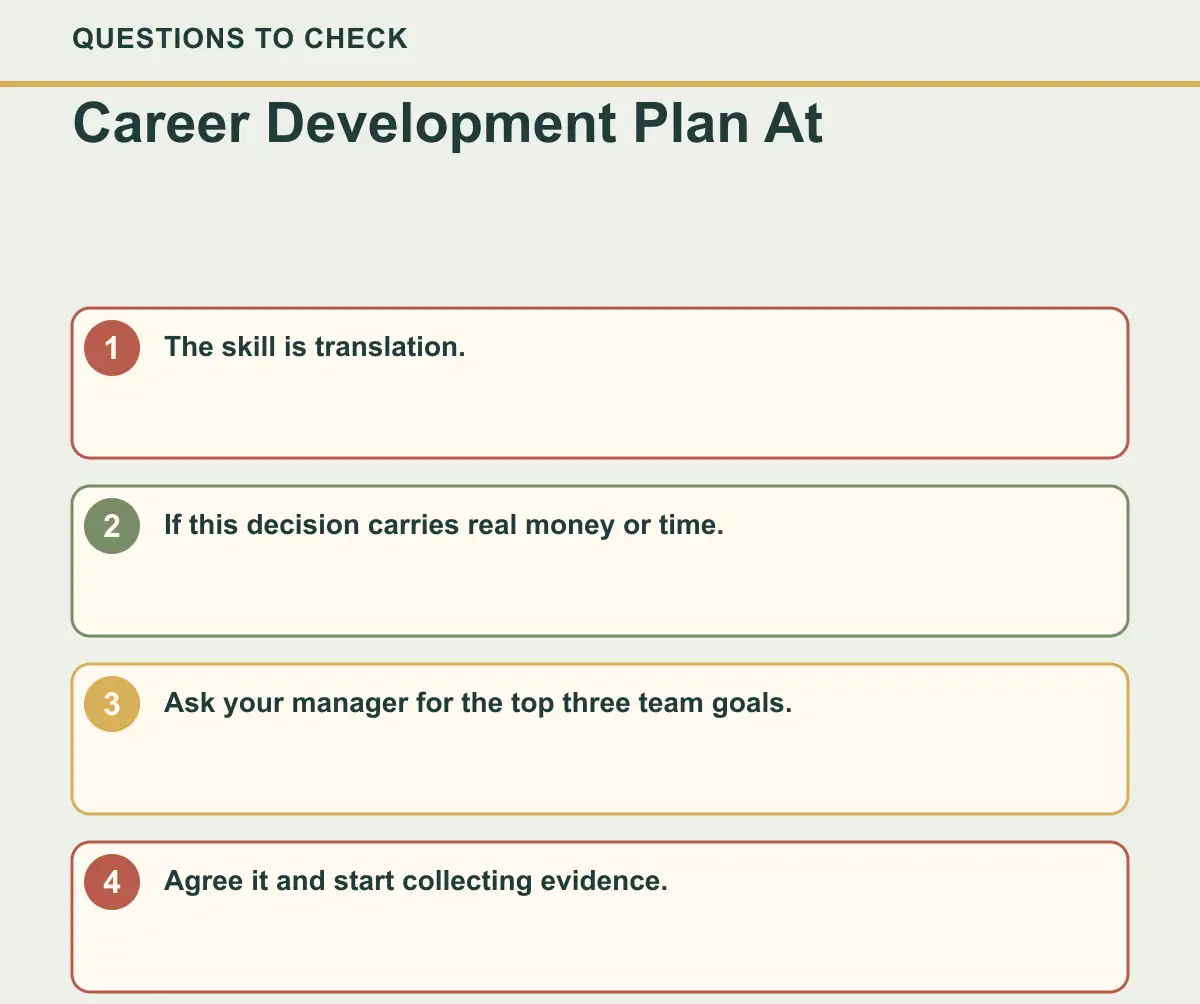 QUESTIONS TO CHECK
Career Development Plan At
1 The skill is translation.
2 If this decision carries real money or time.
3 Ask your manager for the top three team goals.
4 Agree it and start collecting evidence.